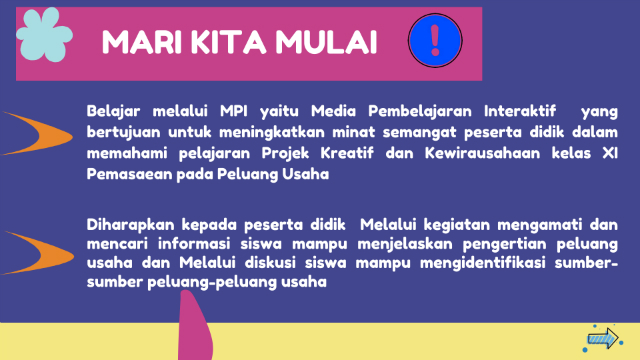 MARI KITA MULAI !
Belajar melalui MPI yaitu Media Pembelajaran Interaktif yang
bertujuan untuk meningkatkan minat semangat peserta didik dalam
memahami pelajaran Projek Kreatif dan Kewirausahaan kelas XI
Pemasaean pada Peluang Usaha
Diharapkan kepada peserta didik Melalui kegiatan mengamati dan
mencari informasi siswa mampu menjelaskan pengertian peluang
usaha dan Melalui diskusi siswa mampu mengidentifikasi sumber-
sumber peluang-peluang usaha